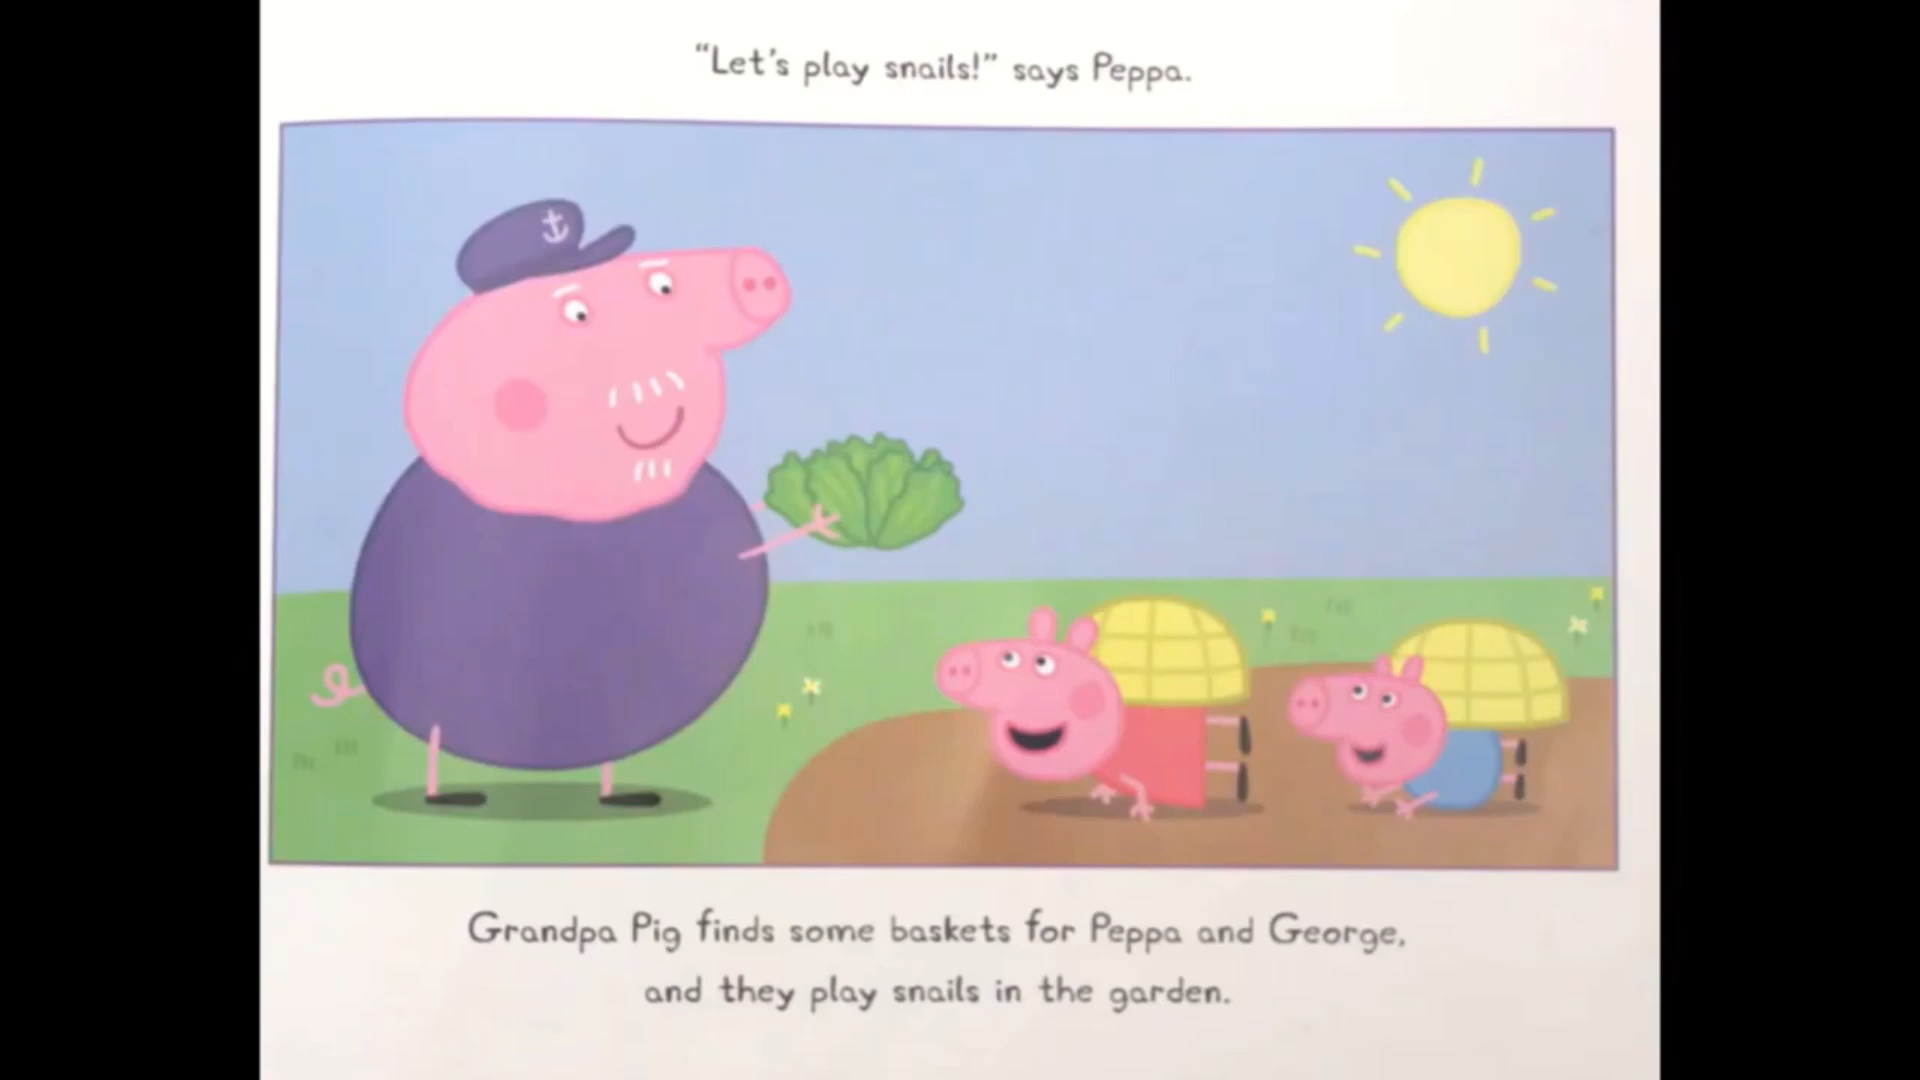 “Let’s play snails!” says Peppa.
Grandpa Pig finds some baskets for Peppa and George,
and they play snails in the garden.